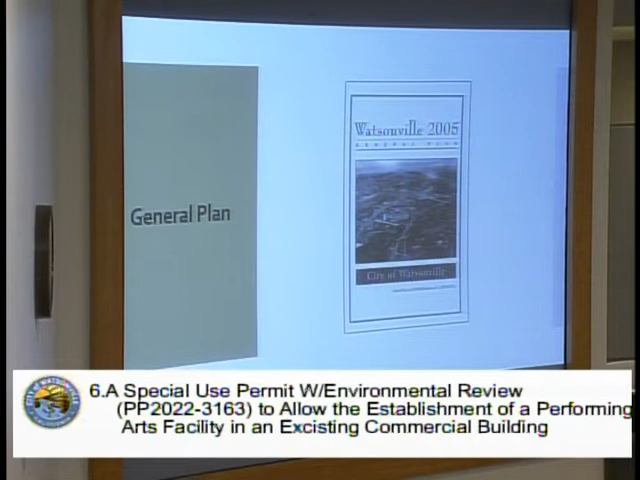 General Plan
Watsonville 2005
GENERAL PLAN
City of Watsonville
6.A Special Use Permit W/Environmental Review
(PP2022-3163) to Allow the Establishment of a Performing
Arts Facility in an Excisting Commercial Building